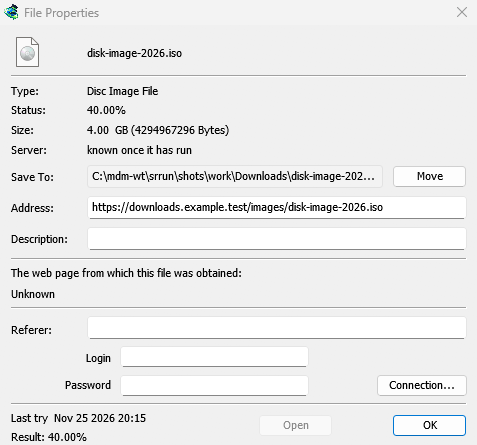 File Properties
disk-image-2026.iso
Type: Disc Image File
Status: 40.00%
Size: 4.00 GB (4294967296 Bytes)
Server: known once it has run
Save To: C:\mdm-wt\srrun\shots\work\Downloads\disk-image-202... Move
Address: https://downloads.example.test/images/disk-image-2026.iso
Description:
The web page from which this file was obtained:
Unknown
Referer:
Login
Password Connection...
Last try Nov 25 2026 20:15 Open OK
Result: 40.00%